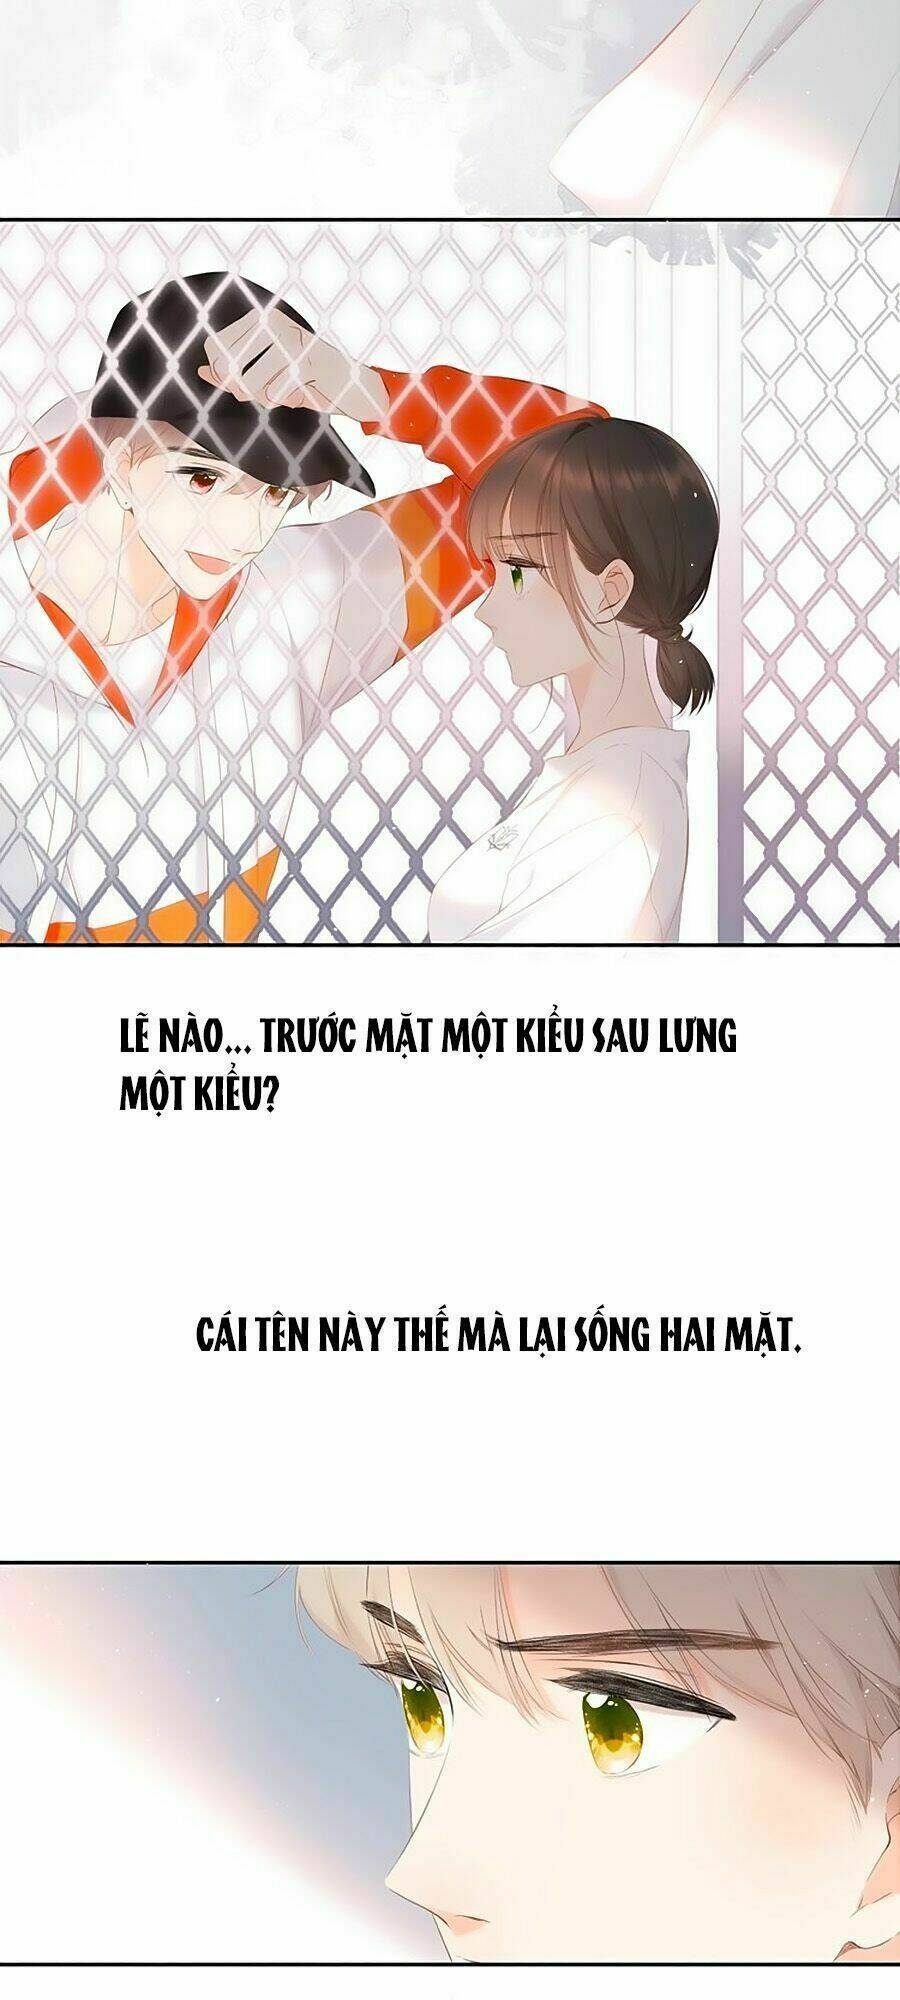 LẼ NÀO... TRƯỚC MẶT MỘT KIỂU SAU LƯNG
MỘT KIỂU?
CÁI TÊN NÀY THẾ MÀ LẠI SỐNG HAI MẶT.